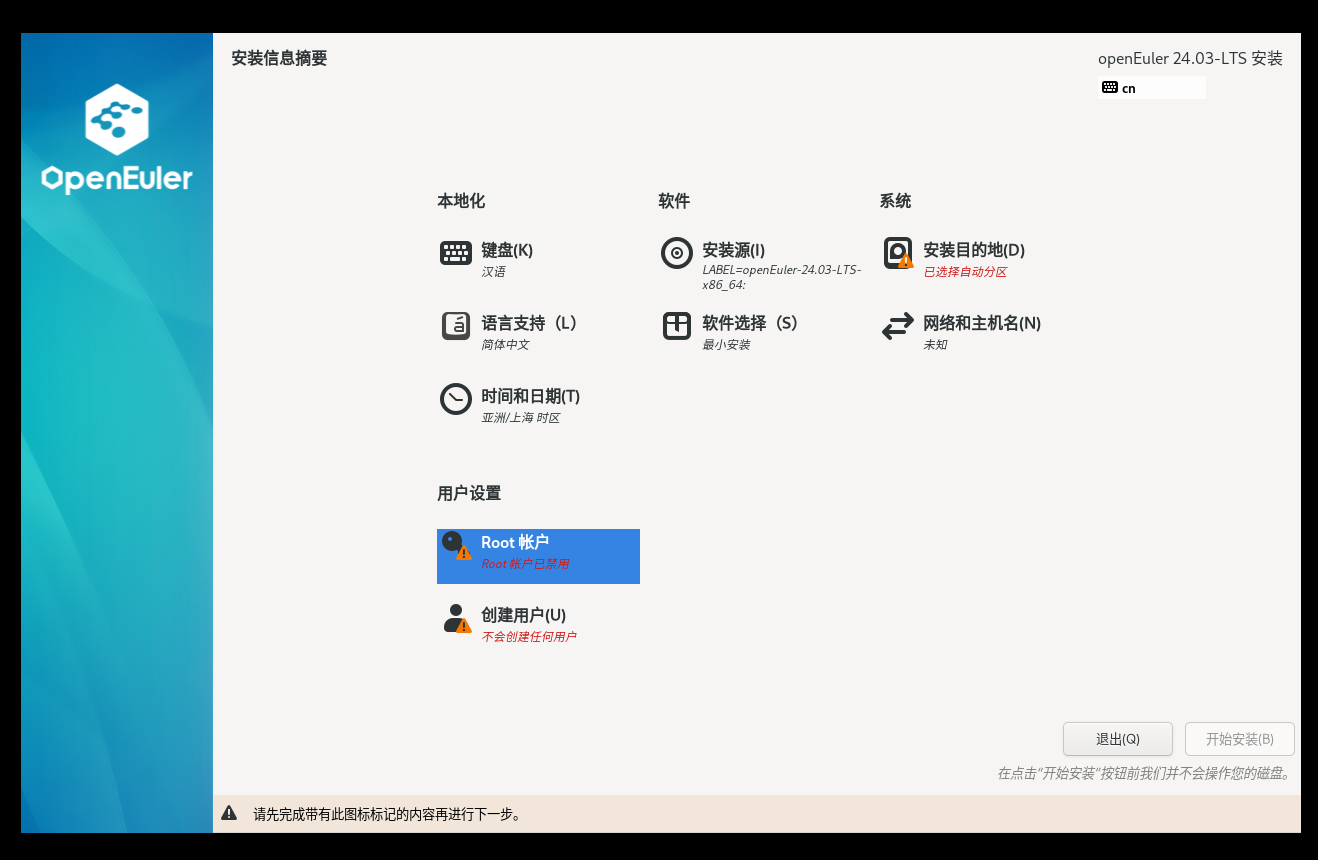 安装信息摘要
openEuler 24.03-LTS 安装
cn
OpenEuler
本地化
软件
系统
键盘(K)
汉语
安装源(I)
LABEL=openEuler-24.03-LTS-
x86_64:
安装目的地(D)
已选择自动分区
语言支持（L）
简体中文
软件选择（S）
最小安装
网络和主机名(N)
未知
时间和日期(T)
亚洲/上海 时区
用户设置
Root 帐户
Root 帐户已禁用
创建用户(U)
不会创建任何用户
退出(Q)
开始安装(B)
在点击“开始安装”按钮前我们并不会操作您的磁盘。
请先完成带有此图标标记的内容再进行下一步。